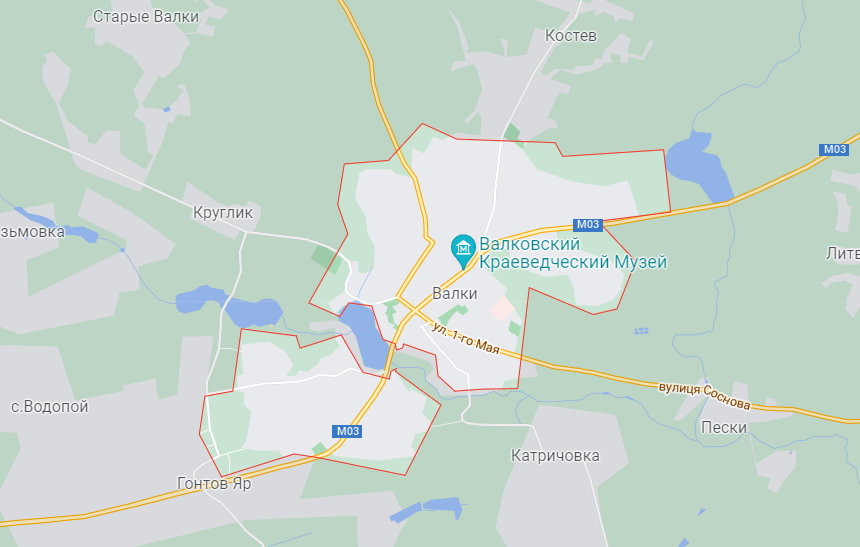 Старые Валки
Костев
М03
Круглик
М03
зьмовка
Валковский
Краеведческий Музей
Литв
Валки
ул. 1-го Мая
вулиця Соснова
с.Водопой
М03
Пески
Катричовка
Гонтов Яр